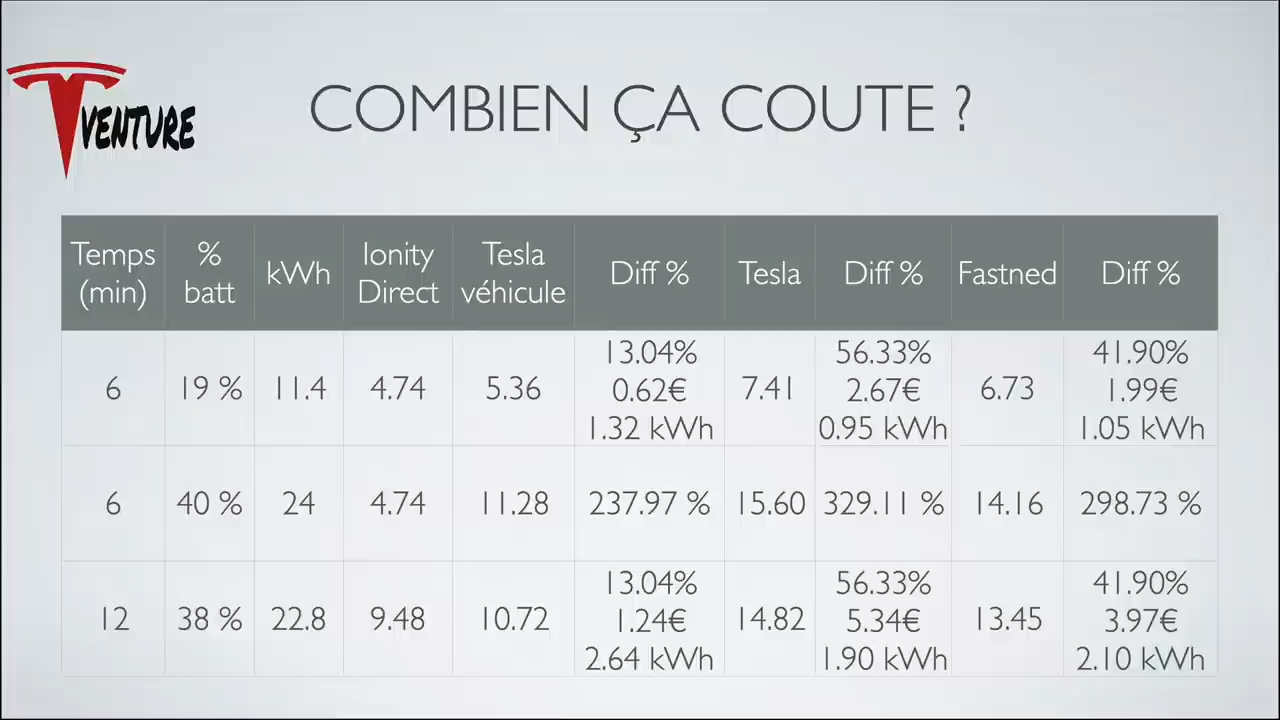 TVENTURE
COMBIEN ÇA COUTE ?
Temps (min) % batt kWh Ionity Direct Tesla véhicule Diff % Tesla Diff % Fastned Diff %
6 19 % 11.4 4.74 5.36 13.04% 0.62€ 1.32 kWh 7.41 56.33% 2.67€ 0.95 kWh 6.73 41.90% 1.99€ 1.05 kWh
6 40 % 24 4.74 11.28 237.97 % 15.60 329.11 % 14.16 298.73 %
12 38 % 22.8 9.48 10.72 13.04% 1.24€ 2.64 kWh 14.82 56.33% 5.34€ 1.90 kWh 13.45 41.90% 3.97€ 2.10 kWh